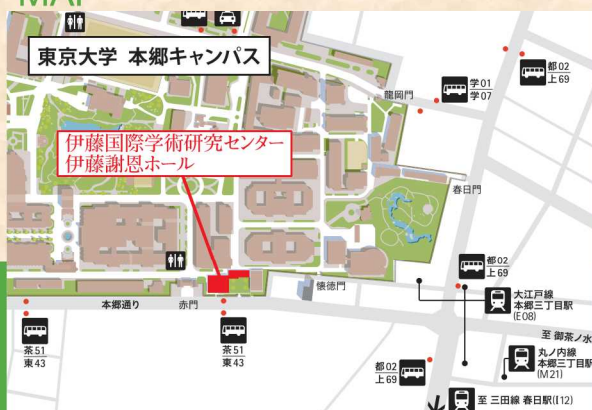 MAP
東京大学 本郷キャンパス
伊藤国際学術研究センター
伊藤謝恩ホール
龍岡門
学01
学07
都02
上69
春日門
都02
上69
懐徳門
大江戸線
本郷三丁目駅
(E08)
本郷通り
赤門
至 御茶ノ水
茶51
東43
茶51
東43
都02
上69
丸ノ内線
本郷三丁目駅
(M21)
至 三田線 春日駅(I12)